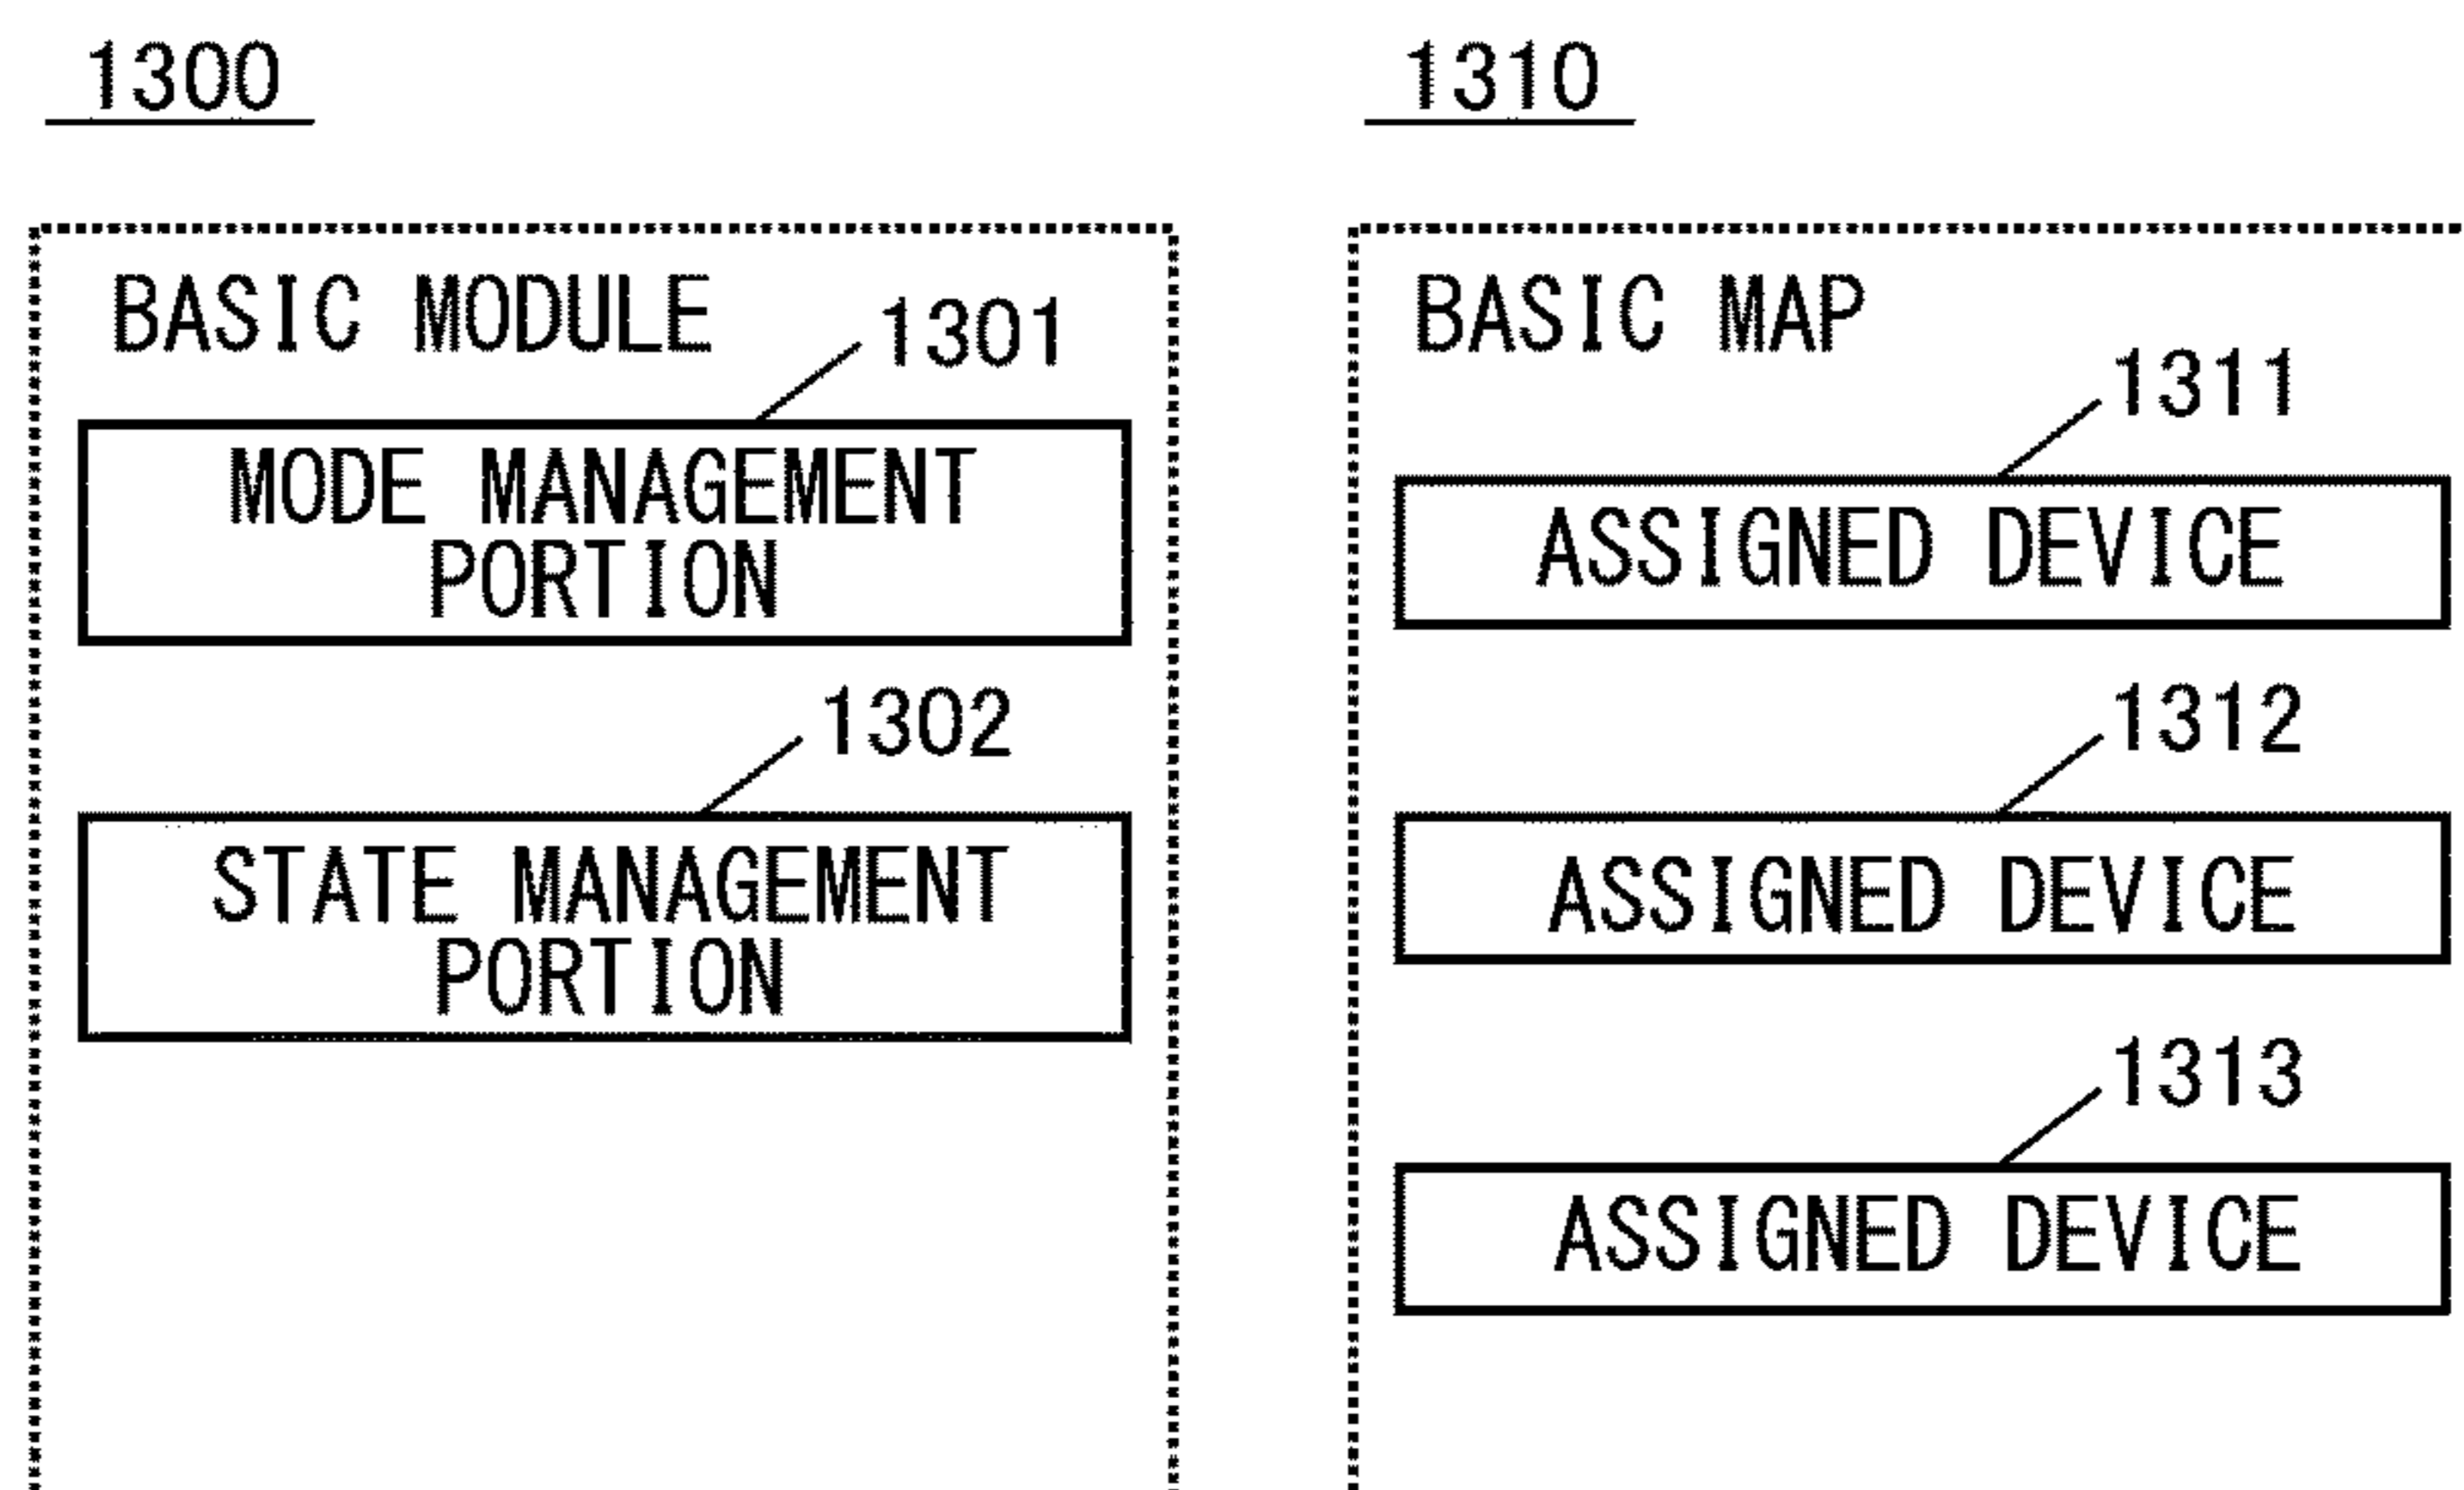 1300
BASIC MODULE
1301
MODE MANAGEMENT
PORTION
1302
STATE MANAGEMENT
PORTION
1310
BASIC MAP
1311
ASSIGNED DEVICE
1312
ASSIGNED DEVICE
1313
ASSIGNED DEVICE